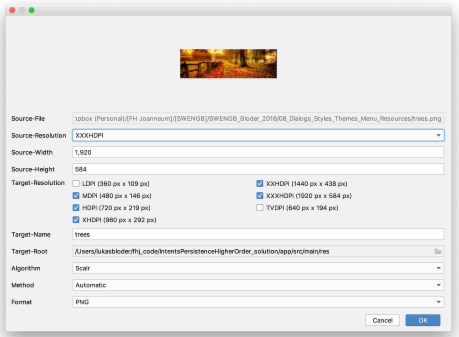 Source-File
pbox (Personal)/[FH Joanneum]/[SWENGB]/SWENGB_Bloder_2018/08_Dialogs_Styles_Themes_Menu_Resources/trees.png
Source-Resolution XXXHDPI
Source-Width 1,920
Source-Height 584
Target-Resolution LDPI (360 px x 109 px) XXHDPI (1440 px x 438 px)
MDPI (480 px x 146 px) XXXHDPI (1920 px x 584 px)
HDPI (720 px x 219 px) TVDPI (640 px x 194 px)
XHDPI (960 px x 292 px)
Target-Name trees
Target-Root /Users/lukasbloder/fhj_code/IntentsPersistenceHigherOrder_solution/app/src/main/res
Algorithm Scalr
Method Automatic
Format PNG
Cancel OK